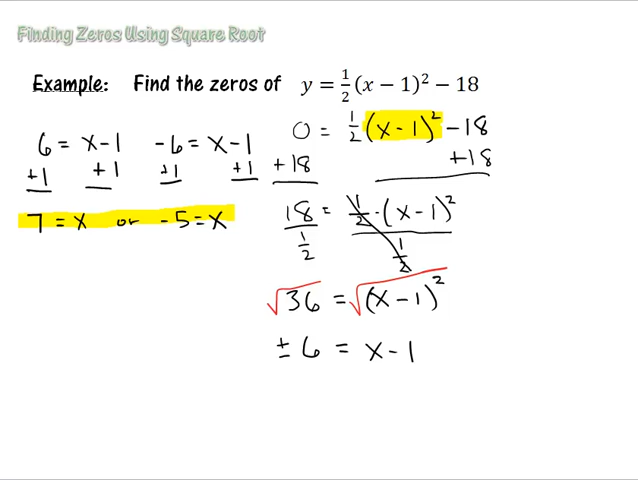 Finding Zeros Using Square Root
Example: Find the zeros of y = 1/2(x − 1)² − 18
0 = 1/2 (x - 1)² - 18
+18 +18
18 = 1/2 · (x - 1)²
1/2 1/2
√36 = √(x - 1)²
± 6 = x - 1
6 = x - 1 -6 = x - 1
+1 +1 +1 +1
7 = x or -5 = x